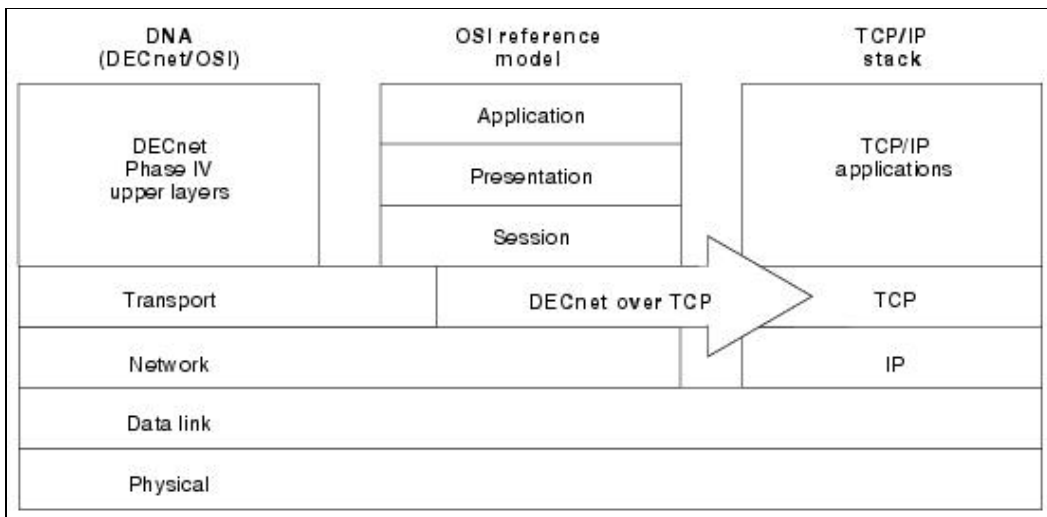 DNA
(DECnet/OSI)
OSI reference
model
TCP/IP
stack
DECnet
Phase IV
upper layers
Application
Presentation
Session
TCP/IP
applications
Transport
DECnet over TCP
TCP
Network
IP
Data link
Physical